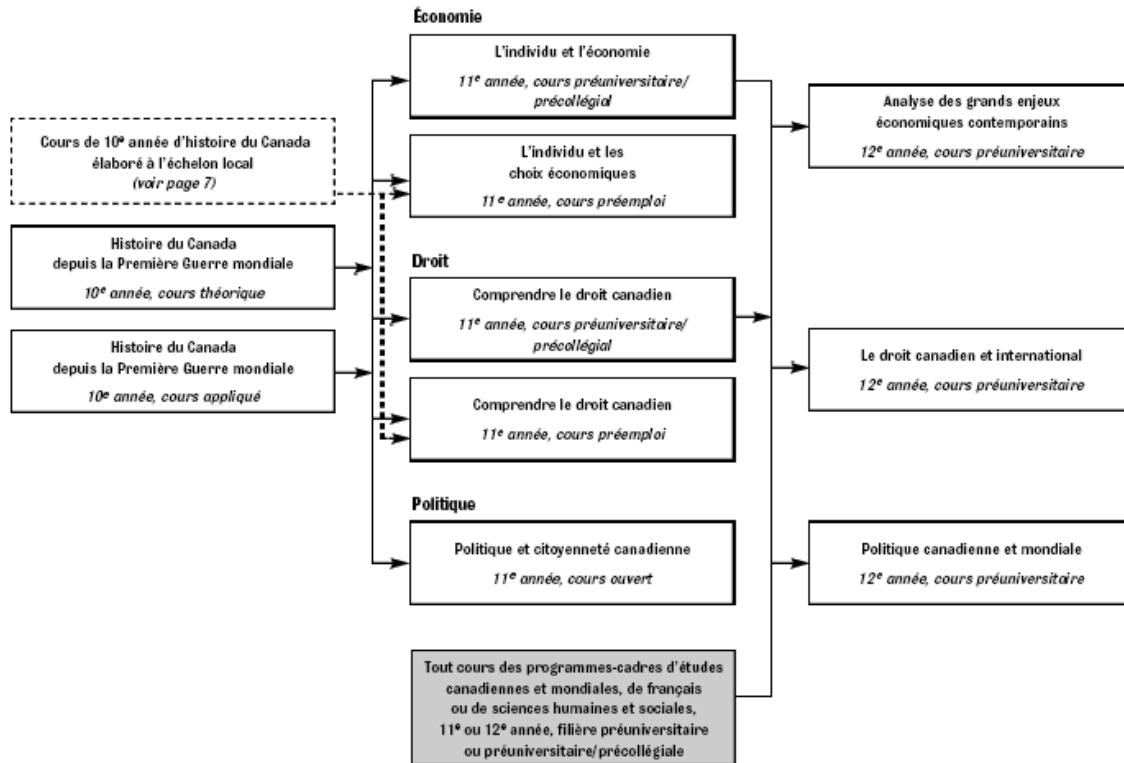 Économie
L'individu et l'économie
11e année, cours préuniversitaire/
précollégial
Analyse des grands enjeux
économiques contemporains
12e année, cours préuniversitaire
Cours de 10e année d'histoire du Canada
élaboré à l'échelon local
(voir page 7)
L'individu et les
choix économiques
11e année, cours préemploi
Histoire du Canada
depuis la Première Guerre mondiale
10e année, cours théorique
Droit
Comprendre le droit canadien
11e année, cours préuniversitaire/
précollégial
Histoire du Canada
depuis la Première Guerre mondiale
10e année, cours appliqué
Le droit canadien et international
12e année, cours préuniversitaire
Comprendre le droit canadien
11e année, cours préemploi
Politique
Politique et citoyenneté canadienne
11e année, cours ouvert
Politique canadienne et mondiale
12e année, cours préuniversitaire
Tout cours des programmes-cadres d'études
canadiennes et mondiales, de français
ou de sciences humaines et sociales,
11e ou 12e année, filière préuniversitaire
ou préuniversitaire/précollégiale